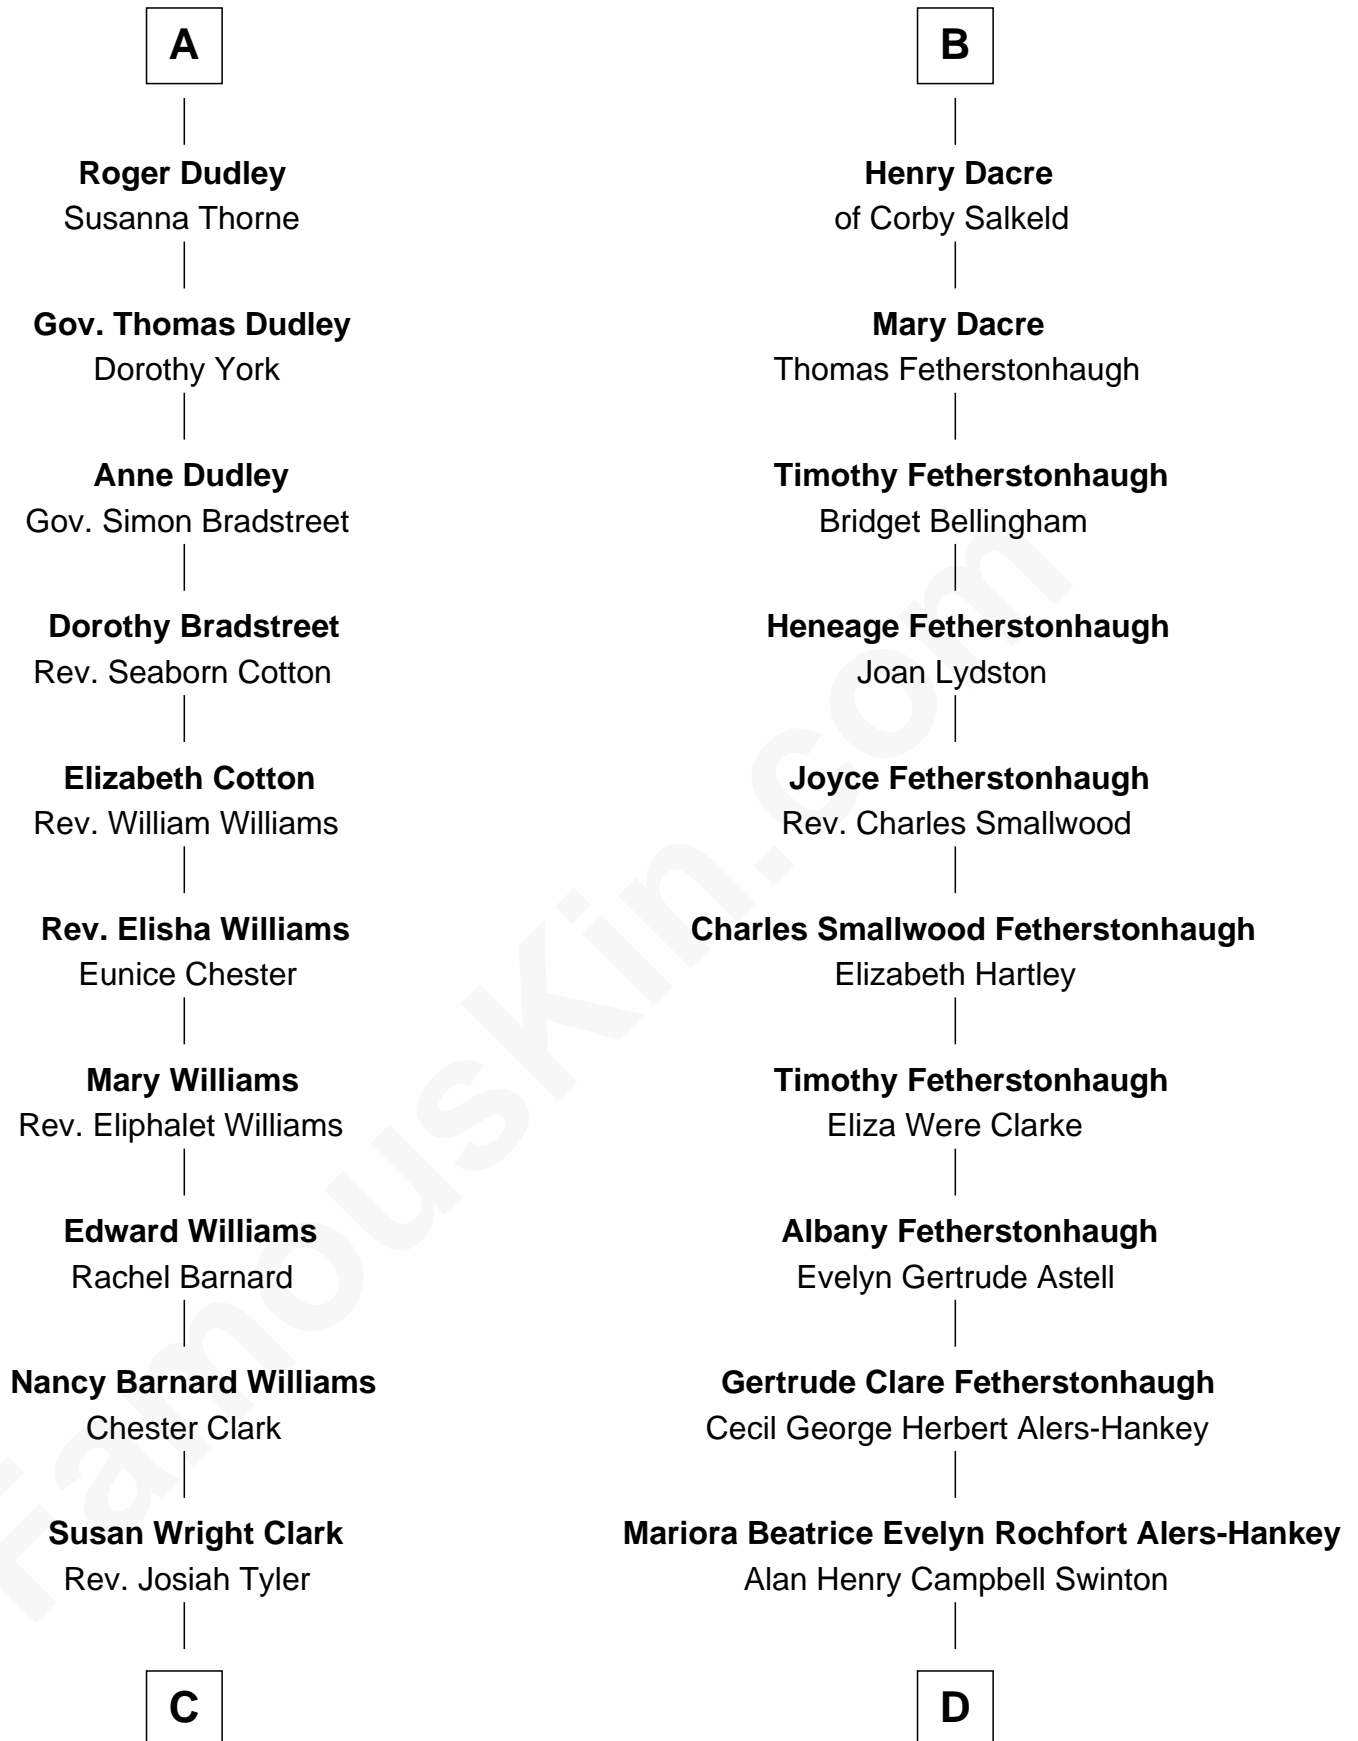 A
Roger Dudley
Susanna Thorne
Gov. Thomas Dudley
Dorothy York
Anne Dudley
Gov. Simon Bradstreet
Dorothy Bradstreet
Rev. Seaborn Cotton
Elizabeth Cotton
Rev. William Williams
Rev. Elisha Williams
Eunice Chester
Mary Williams
Rev. Eliphalet Williams
Edward Williams
Rachel Barnard
Nancy Barnard Williams
Chester Clark
Susan Wright Clark
Rev. Josiah Tyler
C
B
Henry Dacre
of Corby Salkeld
Mary Dacre
Thomas Fetherstonhaugh
Timothy Fetherstonhaugh
Bridget Bellingham
Heneage Fetherstonhaugh
Joan Lydston
Joyce Fetherstonhaugh
Rev. Charles Smallwood
Charles Smallwood Fetherstonhaugh
Elizabeth Hartley
Timothy Fetherstonhaugh
Eliza Were Clarke
Albany Fetherstonhaugh
Evelyn Gertrude Astell
Gertrude Clare Fetherstonhaugh
Cecil George Herbert Alers-Hankey
Mariora Beatrice Evelyn Rochfort Alers-Hankey
Alan Henry Campbell Swinton
D
FamousKin.com